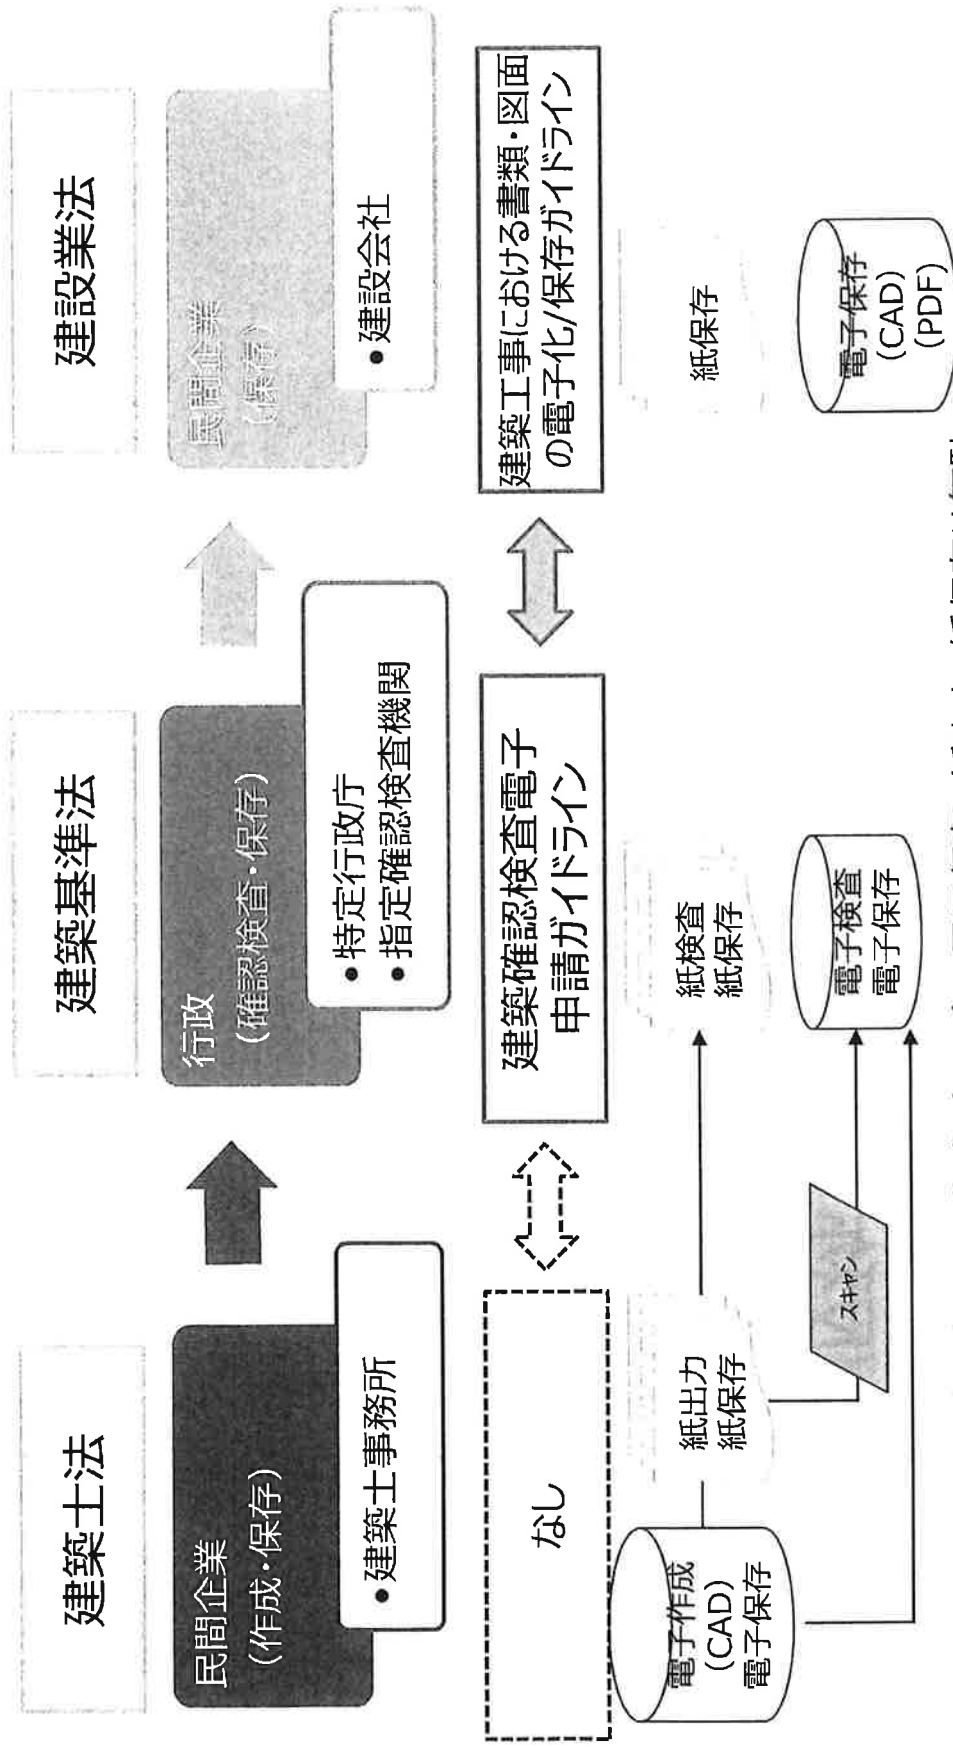 建築士法
民間企業
(作成・保存)
• 建築士事務所
なし
電子作成
(CAD)
電子保存
紙出力
紙保存
スキャン
建築基準法
行政
(確認検査・保存)
• 特定行政庁
• 指定確認検査機関
建築確認検査電子
申請ガイドライン
紙検査
紙保存
電子検査
電子保存
建設業法
民間企業
(保存)
• 建設会社
建築工事における書類・図面
の電子化/保存ガイドライン
紙保存
電子保存
(CAD)
(PDF)